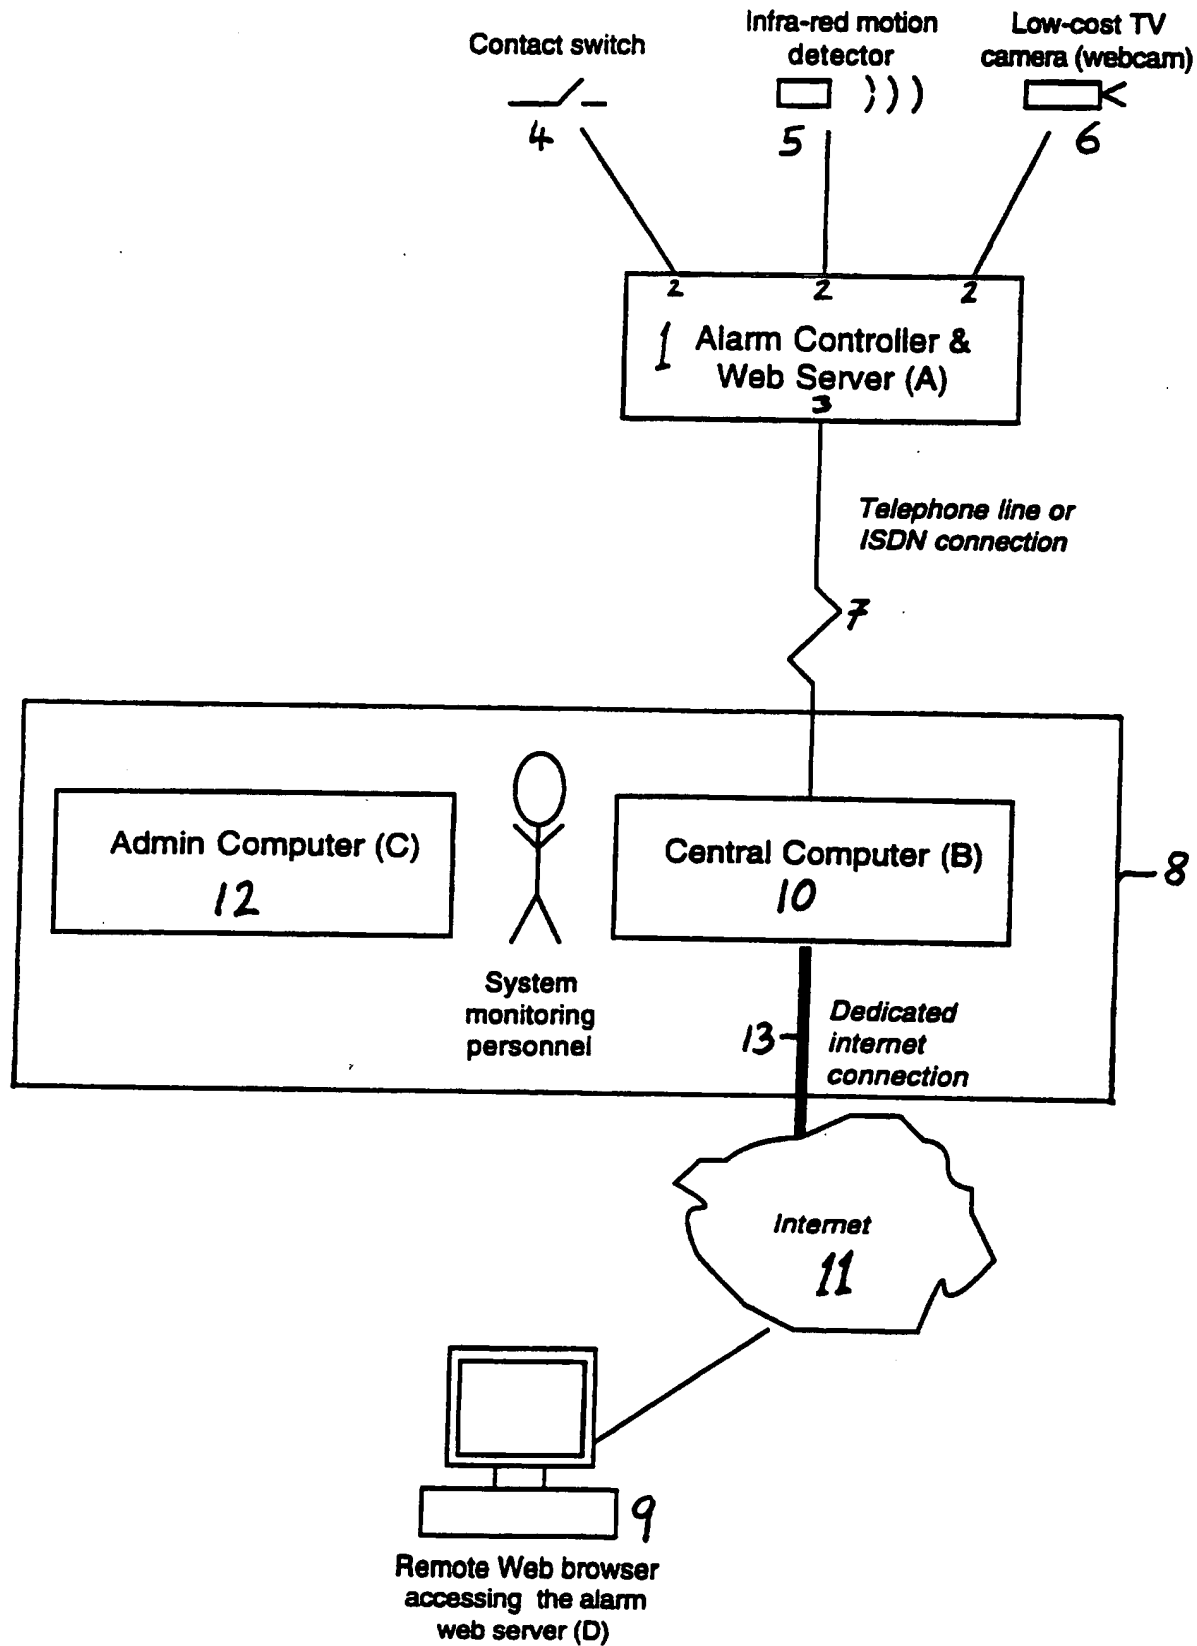 Contact switch
Infra-red motion
detector
Low-cost TV
camera (webcam)
4
5
6
2
2
2
1
Alarm Controller &
Web Server (A)
3
Telephone line or
ISDN connection
7
Admin Computer (C)
12
Central Computer (B)
10
8
System
monitoring
personnel
13
Dedicated
internet
connection
Internet
11
9
Remote Web browser
accessing the alarm
web server (D)